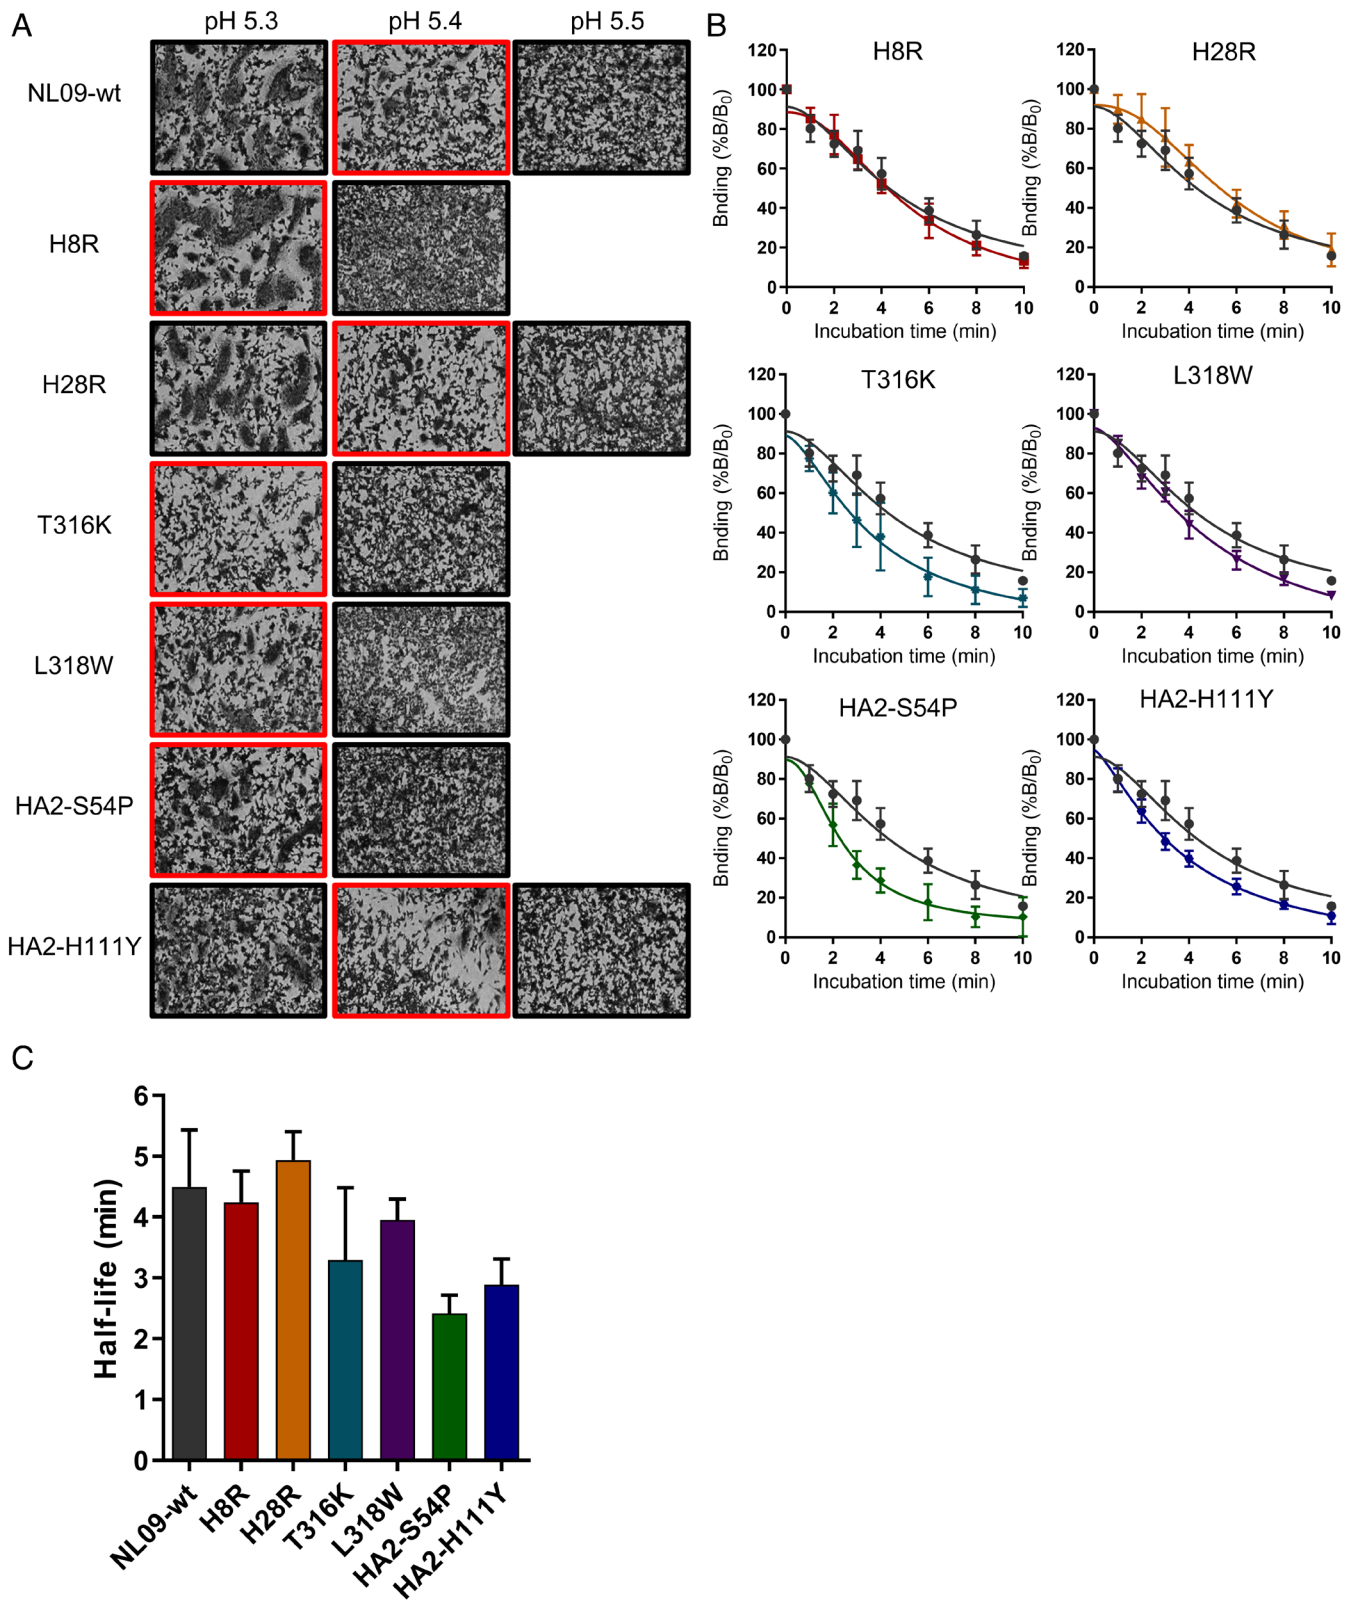 A
pH 5.3
pH 5.4
pH 5.5
NL09-wt
H8R
H28R
T316K
L318W
HA2-S54P
HA2-H111Y
B
H8R
Bnding (%B/B0)
120
100
80
60
40
20
0
0 2 4 6 8 10
Incubation time (min)
H28R
Bnding (%B/B0)
120
100
80
60
40
20
0
0 2 4 6 8 10
Incubation time (min)
T316K
Bnding (%B/B0)
120
100
80
60
40
20
0
0 2 4 6 8 10
Incubation time (min)
L318W
Bnding (%B/B0)
120
100
80
60
40
20
0
0 2 4 6 8 10
Incubation time (min)
HA2-S54P
Bnding (%B/B0)
120
100
80
60
40
20
0
0 2 4 6 8 10
Incubation time (min)
HA2-H111Y
Bnding (%B/B0)
120
100
80
60
40
20
0
0 2 4 6 8 10
Incubation time (min)
C
Half-life (min)
6
5
4
3
2
1
0
NL09-wt
H8R
H28R
T316K
L318W
HA2-S54P
HA2-H111Y